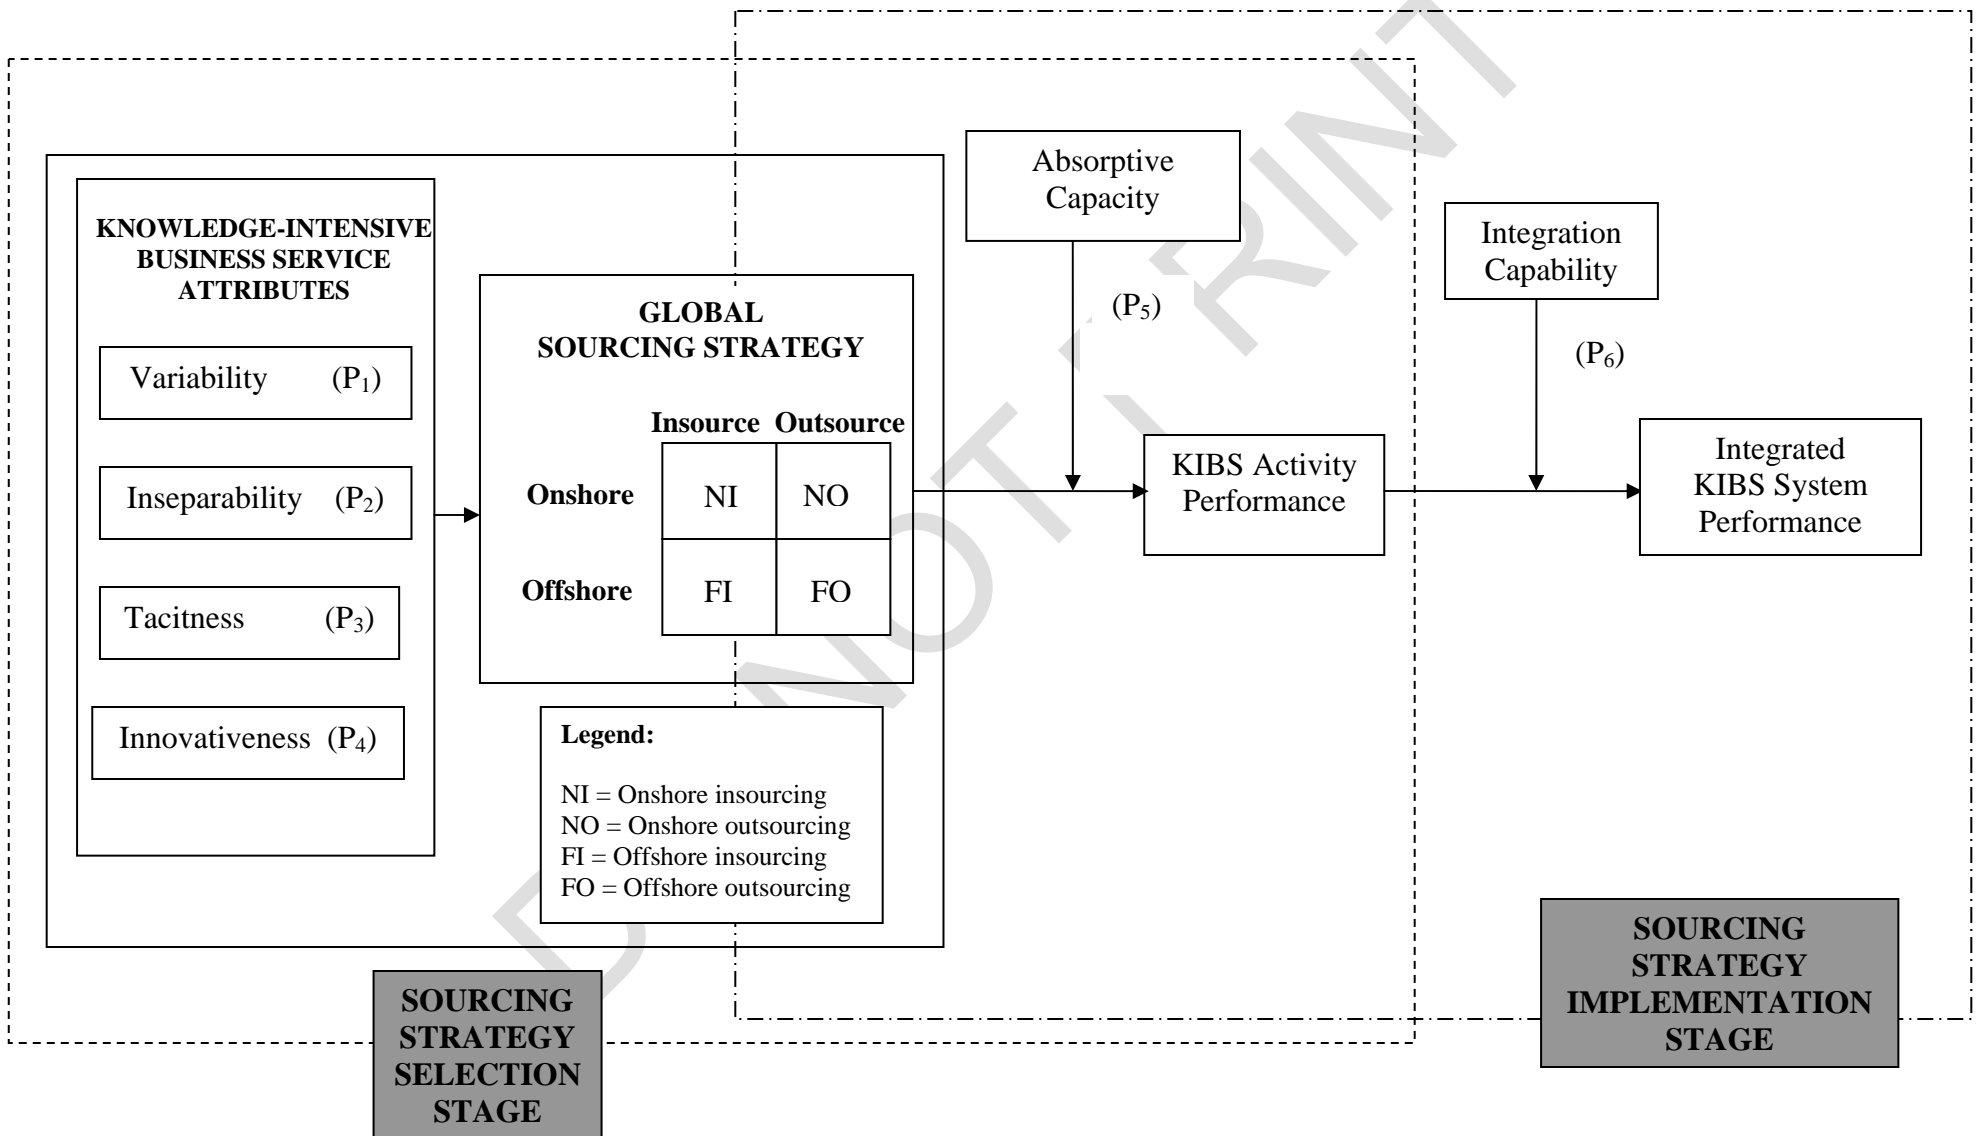 KNOWLEDGE-INTENSIVE
BUSINESS SERVICE
ATTRIBUTES
Variability (P1)
Inseparability (P2)
Tacitness (P3)
Innovativeness (P4)
GLOBAL
SOURCING STRATEGY
Insource Outsource
Onshore NI NO
Offshore FI FO
Legend:
NI = Onshore insourcing
NO = Onshore outsourcing
FI = Offshore insourcing
FO = Offshore outsourcing
Absorptive
Capacity
(P5)
KIBS Activity
Performance
Integration
Capability
(P6)
Integrated
KIBS System
Performance
SOURCING
STRATEGY
SELECTION
STAGE
SOURCING
STRATEGY
IMPLEMENTATION
STAGE